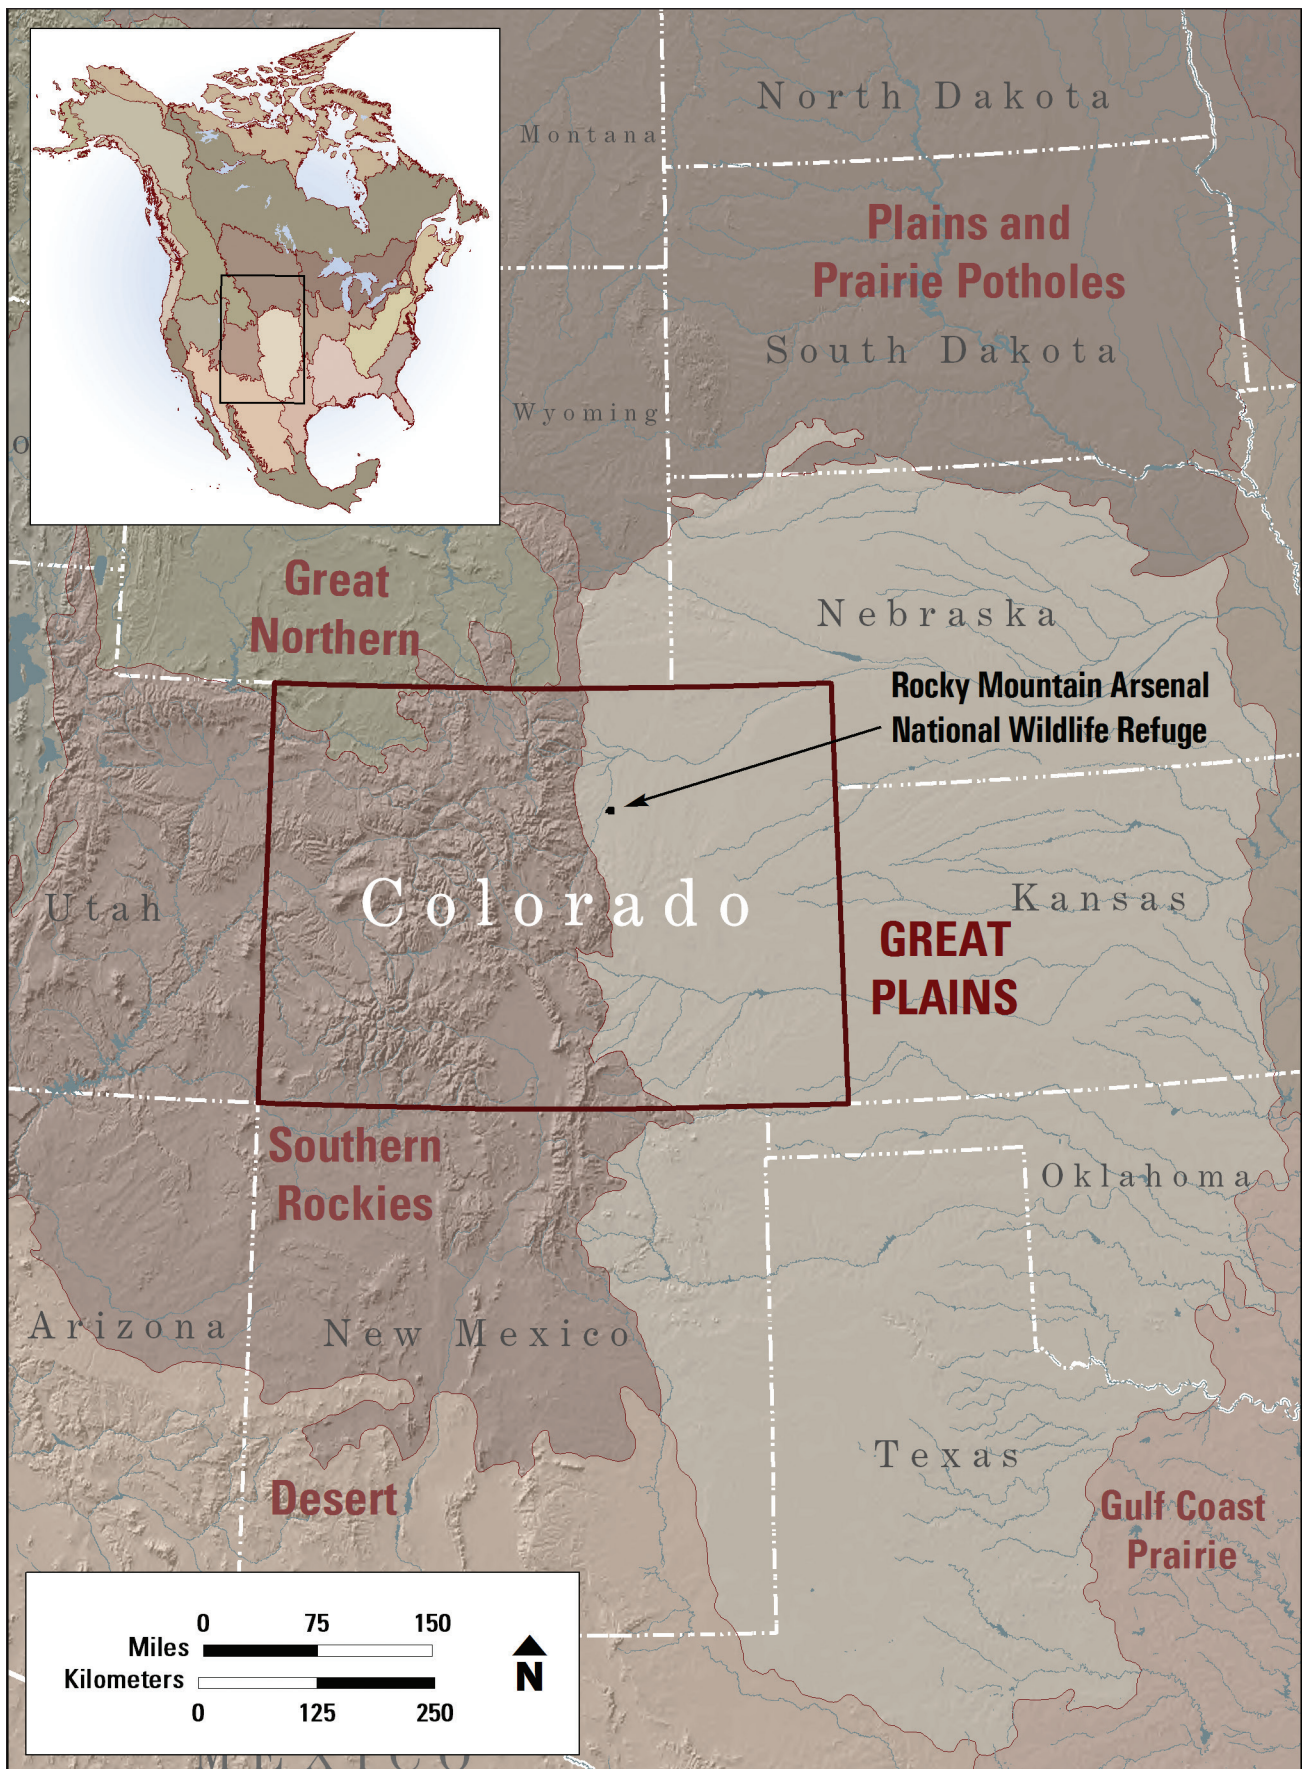 North Dakota
Montana
Plains and
Prairie Potholes
South Dakota
Wyoming
o
Great
Northern
Nebraska
Rocky Mountain Arsenal
National Wildlife Refuge
Utah
Colorado
Kansas
GREAT
PLAINS
Southern
Rockies
Oklahoma
Arizona
New Mexico
Texas
Desert
Gulf Coast
Prairie
0 75 150
Miles
Kilometers
0 125 250
N
MEXICO